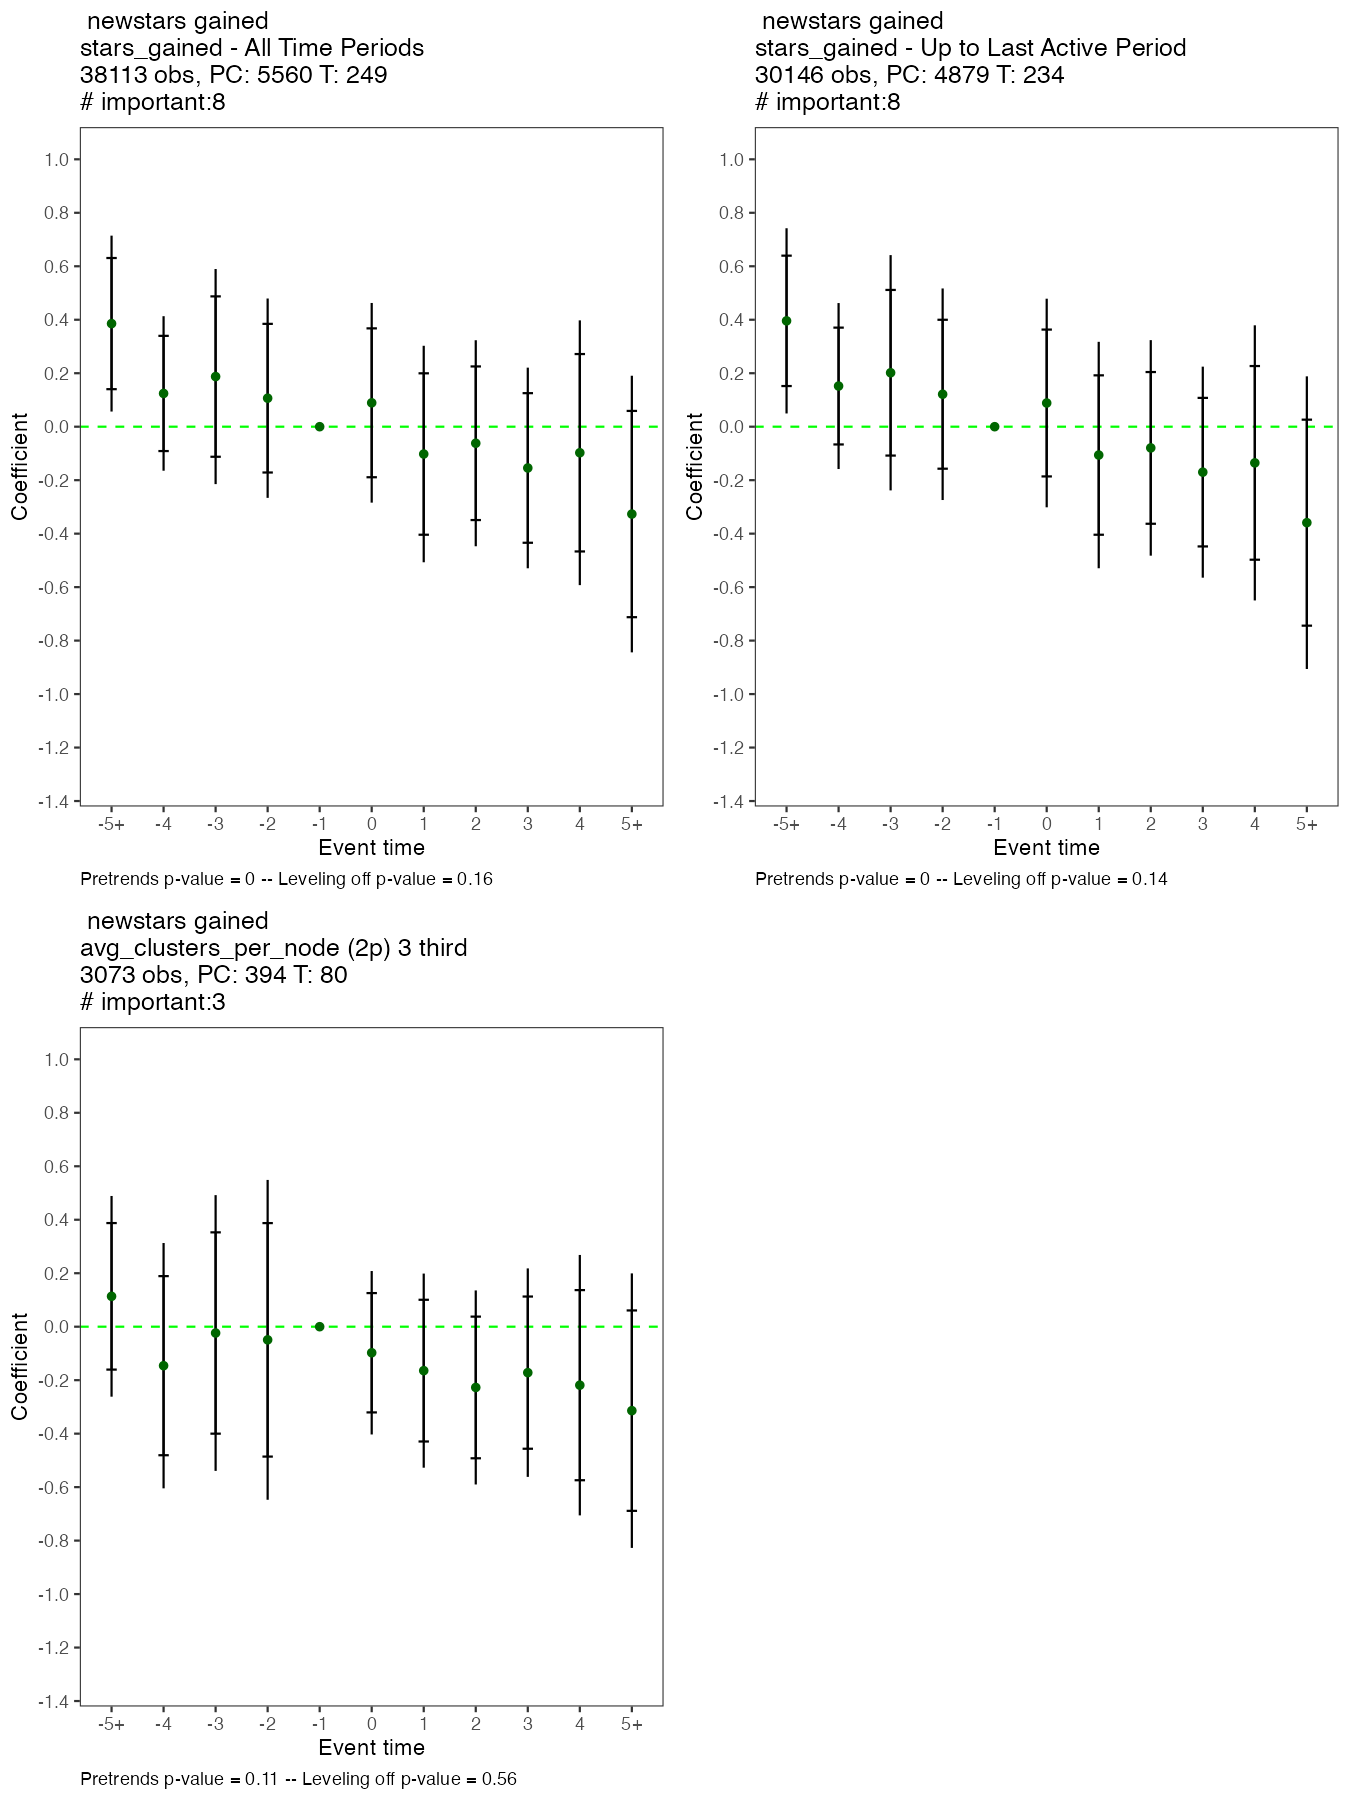 newstars gained
stars_gained - All Time Periods
38113 obs, PC: 5560 T: 249
# important:8
1.0
0.8
0.6
0.4
0.2
0.0
-0.2
-0.4
-0.6
-0.8
-1.0
-1.2
-1.4
Coefficient
-5+ -4 -3 -2 -1 0 1 2 3 4 5+
Event time
Pretrends p-value = 0 -- Leveling off p-value = 0.16
newstars gained
stars_gained - Up to Last Active Period
30146 obs, PC: 4879 T: 234
# important:8
1.0
0.8
0.6
0.4
0.2
0.0
-0.2
-0.4
-0.6
-0.8
-1.0
-1.2
-1.4
Coefficient
-5+ -4 -3 -2 -1 0 1 2 3 4 5+
Event time
Pretrends p-value = 0 -- Leveling off p-value = 0.14
newstars gained
avg_clusters_per_node (2p) 3 third
3073 obs, PC: 394 T: 80
# important:3
1.0
0.8
0.6
0.4
0.2
0.0
-0.2
-0.4
-0.6
-0.8
-1.0
-1.2
-1.4
Coefficient
-5+ -4 -3 -2 -1 0 1 2 3 4 5+
Event time
Pretrends p-value = 0.11 -- Leveling off p-value = 0.56